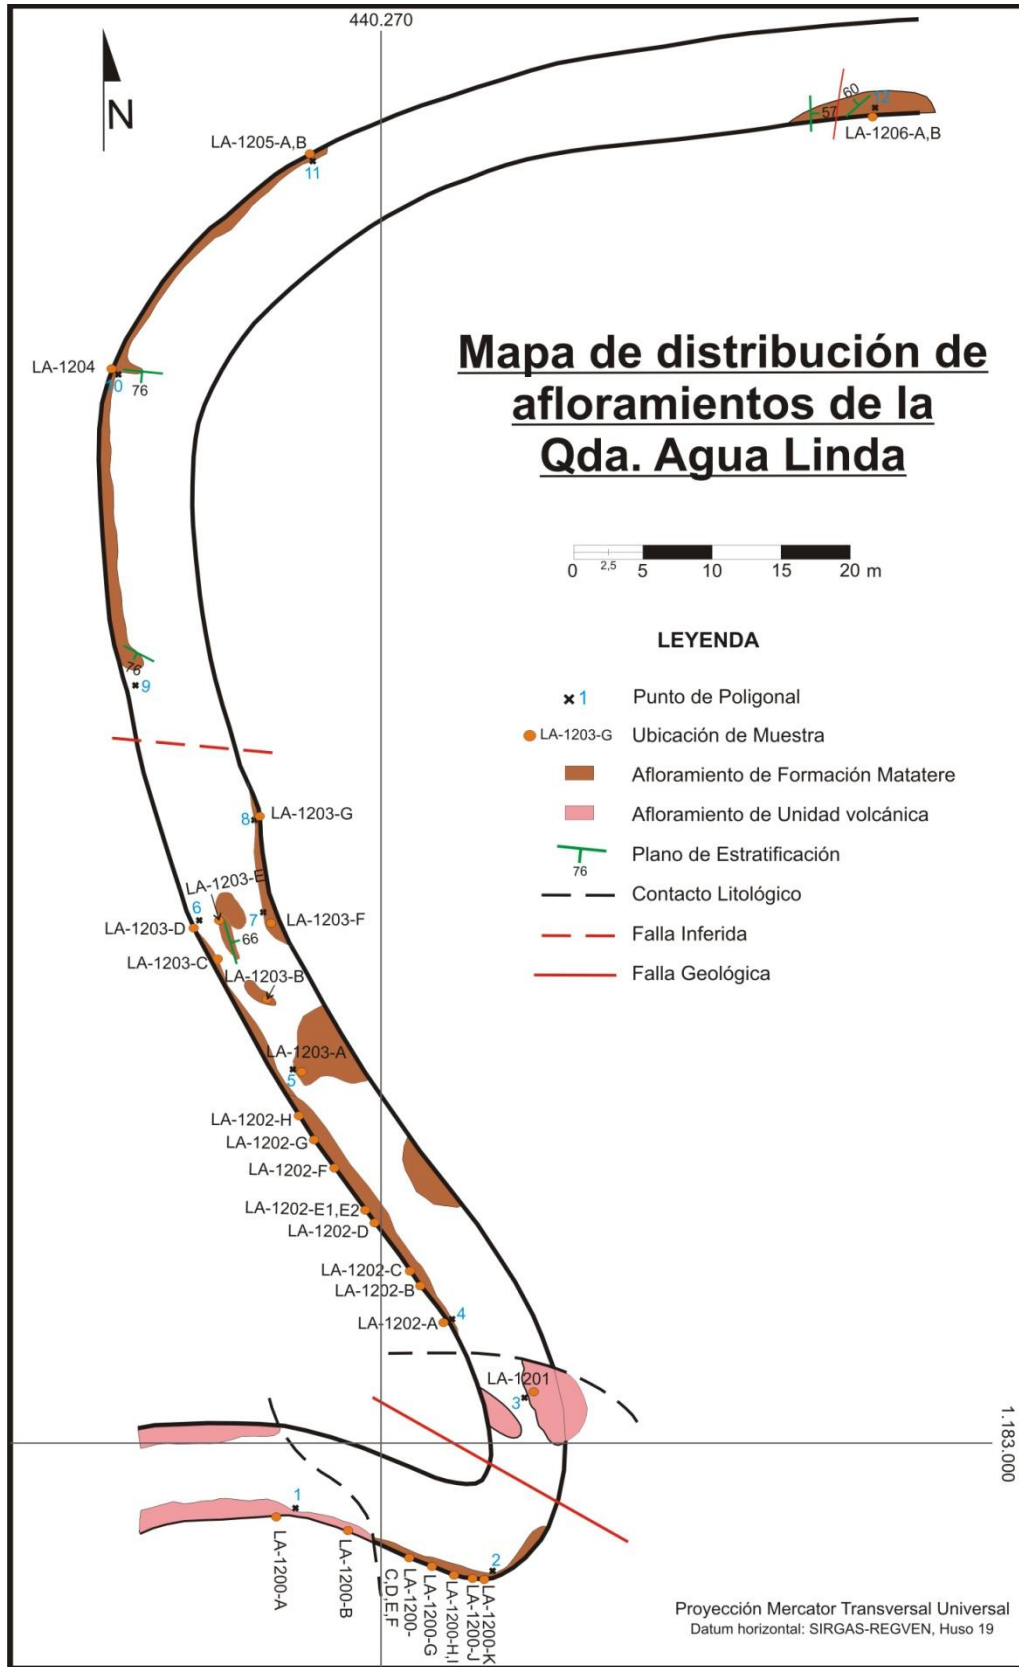 440.270
N
60
12
57
LA-1206-A,B
LA-1205-A,B
11
LA-1204
10
76
Mapa de distribución de
afloramientos de la
Qda. Agua Linda
0 2,5 5 10 15 20 m
LEYENDA
1 Punto de Poligonal
LA-1203-G Ubicación de Muestra
Afloramiento de Formación Matatere
Afloramiento de Unidad volcánica
76 Plano de Estratificación
Contacto Litológico
Falla Inferida
Falla Geológica
76
9
8
LA-1203-G
LA-1203-E
6
7
LA-1203-F
LA-1203-D
66
LA-1203-C
LA-1203-B
LA-1203-A
5
LA-1202-H
LA-1202-G
LA-1202-F
LA-1202-E1,E2
LA-1202-D
LA-1202-C
LA-1202-B
4
LA-1202-A
LA-1201
3
1.183.000
1
2
LA-1200-A
LA-1200-B
LA-1200-
C,D,E,F
LA-1200-G
LA-1200-H,I
LA-1200-J
LA-1200-K
Proyección Mercator Transversal Universal
Datum horizontal: SIRGAS-REGVEN, Huso 19